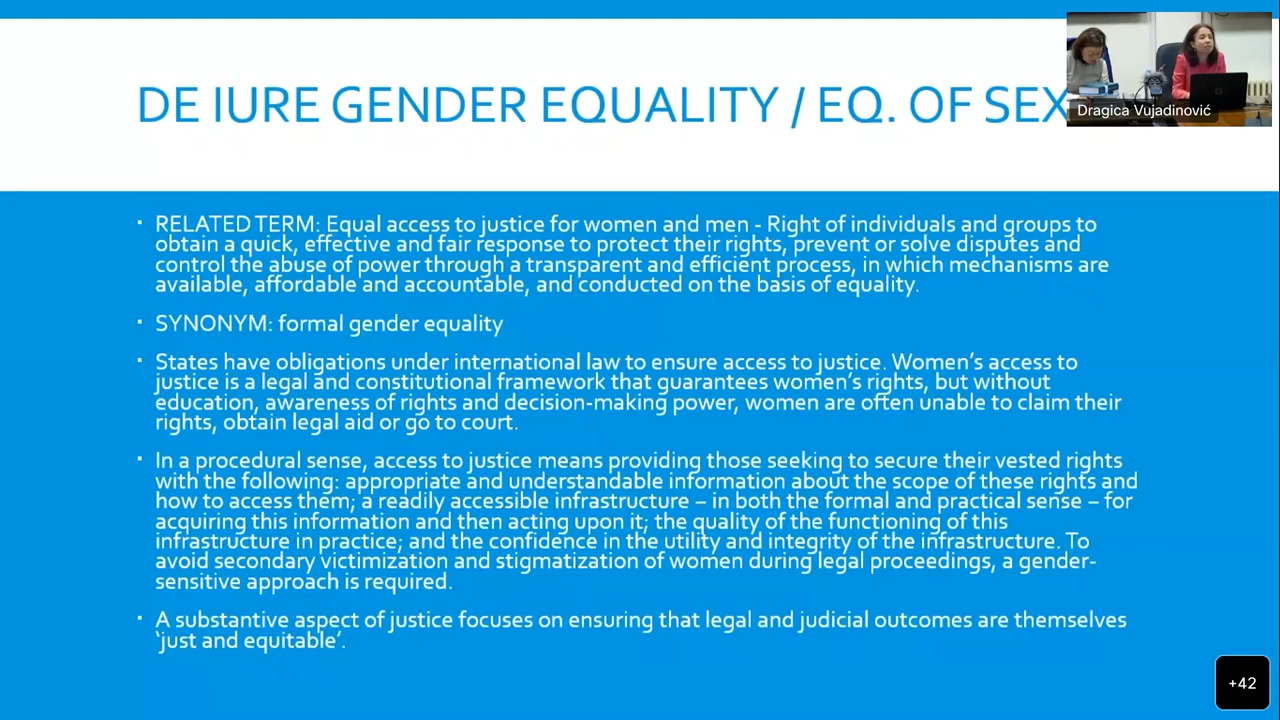 DE IURE GENDER EQUALITY / EQ. OF SEX
Dragica Vujadinović
RELATED TERM: Equal access to justice for women and men - Right of individuals and groups to
obtain a quick, effective and fair response to protect their rights, prevent or solve disputes and
control the abuse of power through a transparent and efficient process, in which mechanisms are
available, affordable and accountable, and conducted on the basis of equality.
SYNONYM: formal gender equality
States have obligations under international law to ensure access to justice. Women's access to
justice is a legal and constitutional framework that guarantees women's rights, but without
education, awareness of rights and decision-making power, women are often unable to claim their
rights, obtain legal aid or go to court.
In a procedural sense, access to justice means providing those seeking to secure their vested rights
with the following: appropriate and understandable information about the scope of these rights and
how to access them; a readily accessible infrastructure – in both the formal and practical sense – for
acquiring this information and then acting upon it; the quality of the functioning of this
infrastructure in practice; and the confidence in the utility and integrity of the infrastructure. To
avoid secondary victimization and stigmatization of women during legal proceedings, a gender-
sensitive approach is required.
A substantive aspect of justice focuses on ensuring that legal and judicial outcomes are themselves
'just and equitable'.
+42